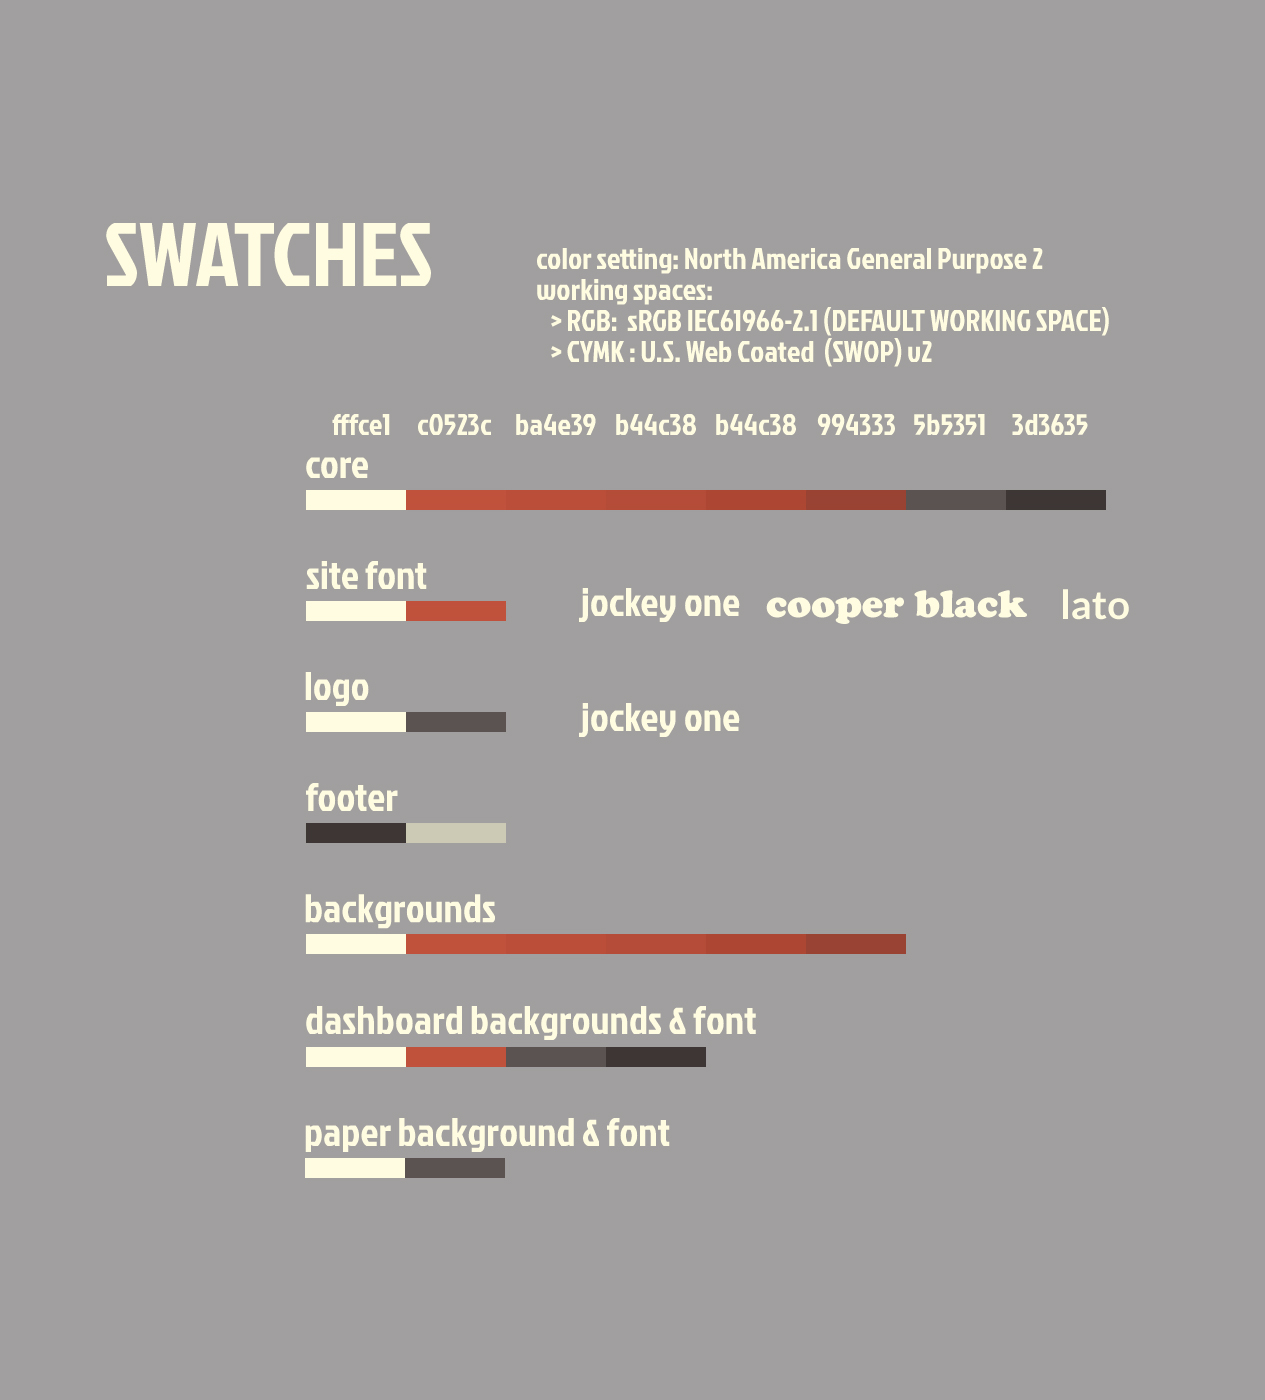 SWATCHES
color setting: North America General Purpose 2
working spaces:
> RGB: sRGB IEC61966-2.1 (DEFAULT WORKING SPACE)
> CYMK : U.S. Web Coated (SWOP) v2
fffce1 c0523c ba4e39 b44c38 b44c38 994333 5b5351 3d3635
core
site font
jockey one cooper black lato
logo
jockey one
footer
backgrounds
dashboard backgrounds & font
paper background & font